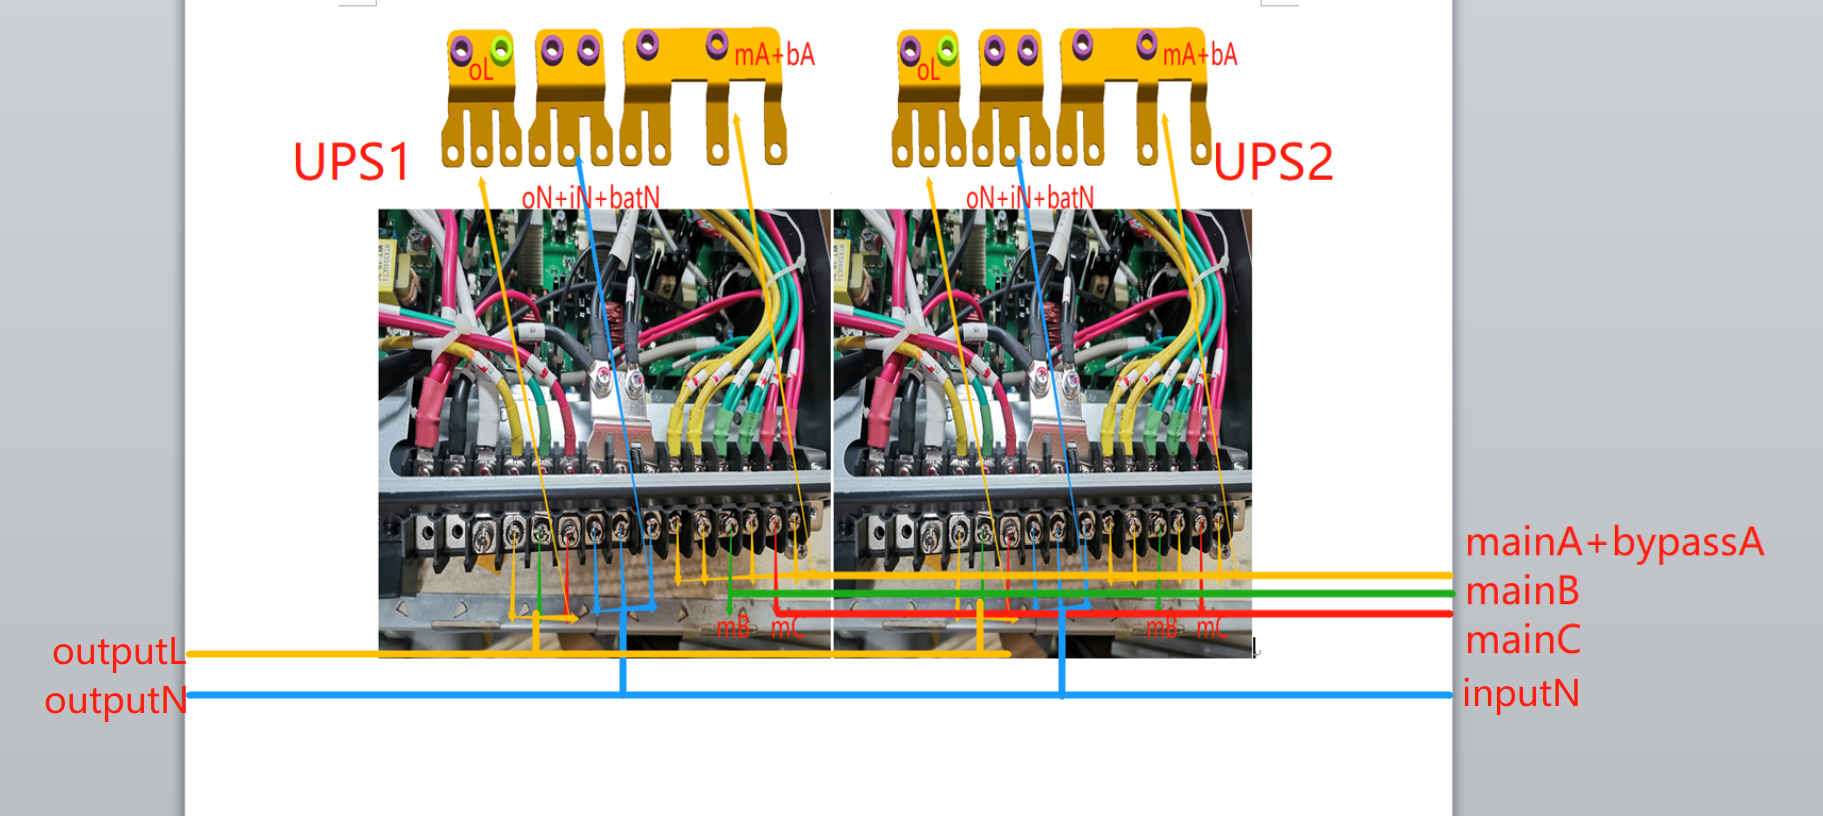 oL
mA+bA
oL
mA+bA
UPS1
UPS2
oN+iN+batN
oN+iN+batN
mainA+bypassA
mainB
mB
mC
mB
mC
mainC
outputL
outputN
inputN